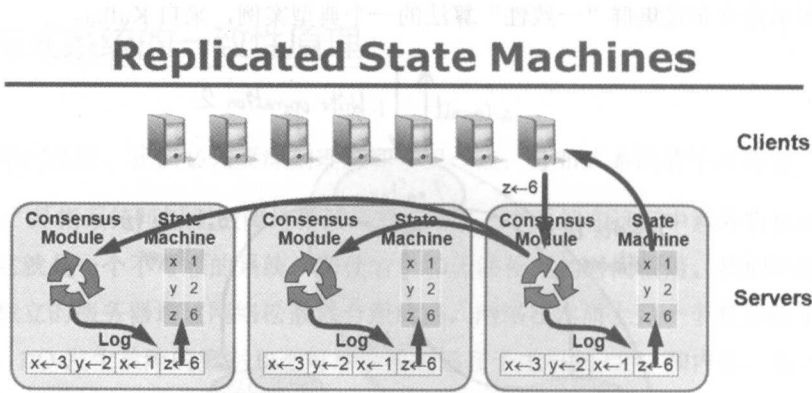 Replicated State Machines
Clients
z←6
Consensus Module
State Machine
x 1
y 2
z 6
Log
x←3 y←2 x←1 z←6
Consensus Module
State Machine
x 1
y 2
z 6
Log
x←3 y←2 x←1 z←6
Consensus Module
State Machine
x 1
y 2
z 6
Log
x←3 y←2 x←1 z←6
Servers